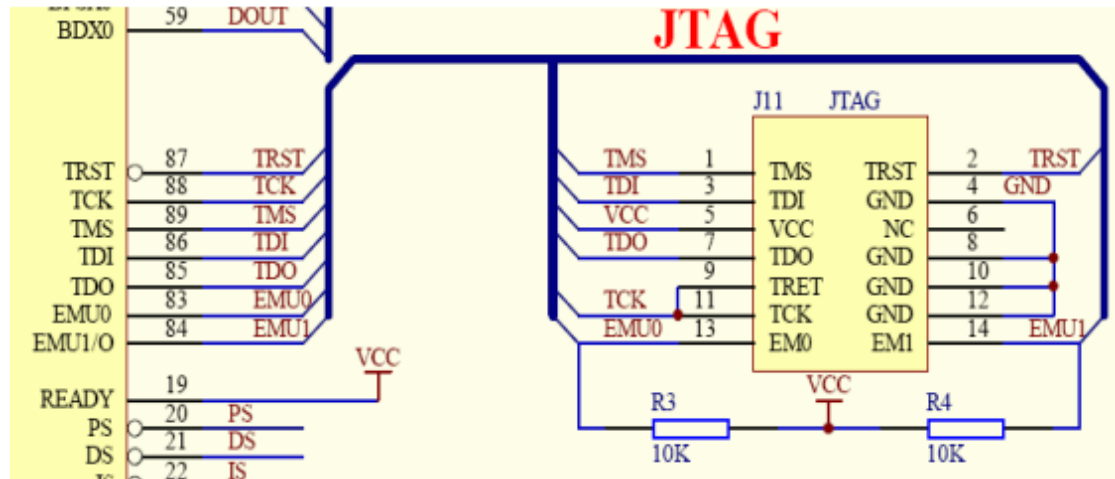 59 DOUT
BDX0
JTAG
J11 JTAG
TRST 87 TRST
TCK 88 TCK
TMS 89 TMS
TDI 86 TDI
TDO 85 TDO
EMU0 83 EMU0
EMU1/O 84 EMU1
TMS 1 TMS TRST 2 TRST
TDI 3 TDI GND 4 GND
VCC 5 VCC NC 6
TDO 7 TDO GND 8
9 TRET GND 10
TCK 11 TCK GND 12
EMU0 13 EM0 EM1 14 EMU1
VCC
READY 19
PS 20 PS
DS 21 DS
22 IS
VCC
R3 R4
10K 10K